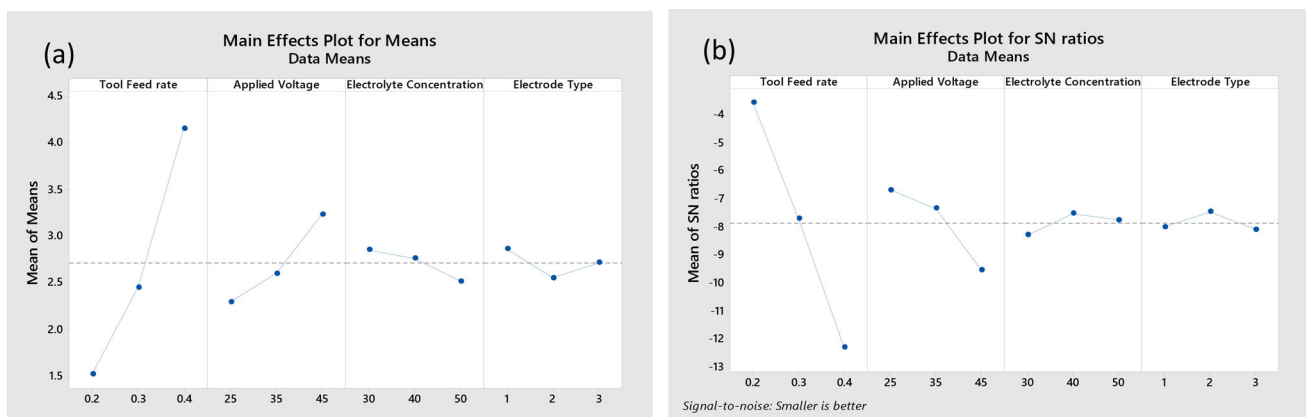 (a)
Main Effects Plot for Means
Data Means
Tool Feed rate Applied Voltage Electrolyte Concentration Electrode Type
Mean of Means
4.5
4.0
3.5
3.0
2.5
2.0
1.5
0.2 0.3 0.4 25 35 45 30 40 50 1 2 3
(b)
Main Effects Plot for SN ratios
Data Means
Tool Feed rate Applied Voltage Electrolyte Concentration Electrode Type
Mean of SN ratios
-4
-5
-6
-7
-8
-9
-10
-11
-12
-13
0.2 0.3 0.4 25 35 45 30 40 50 1 2 3
Signal-to-noise: Smaller is better